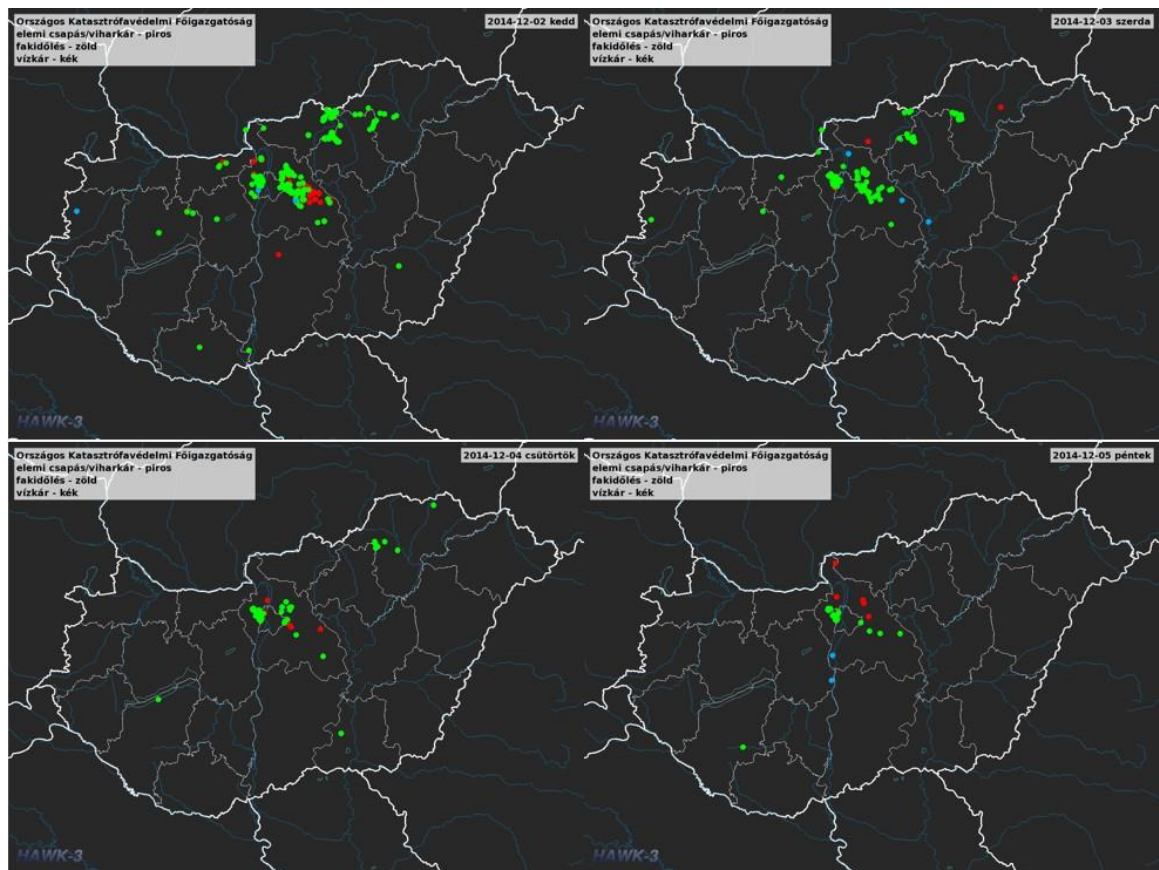 Országos Katasztrófavédelmi Főigazgatóság
elemi csapás/viharkár - piros
fakidőlés - zöld
vízkár - kék
2014-12-02 kedd
HAWK-3
Országos Katasztrófavédelmi Főigazgatóság
elemi csapás/viharkár - piros
fakidőlés - zöld
vízkár - kék
2014-12-03 szerda
HAWK-3
Országos Katasztrófavédelmi Főigazgatóság
elemi csapás/viharkár - piros
fakidőlés - zöld
vízkár - kék
2014-12-04 csütörtök
HAWK-3
Országos Katasztrófavédelmi Főigazgatóság
elemi csapás/viharkár - piros
fakidőlés - zöld
vízkár - kék
2014-12-05 péntek
HAWK-3